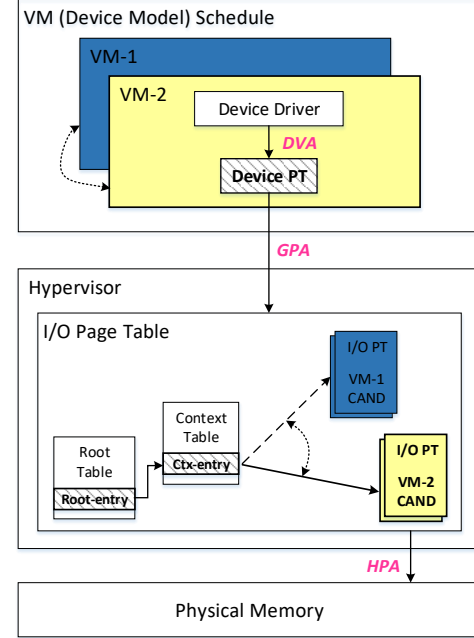 VM (Device Model) Schedule
VM-1
VM-2
Device Driver
DVA
Device PT
GPA
Hypervisor
I/O Page Table
I/O PT
VM-1
CAND
Context
Table
Ctx-entry
Root
Table
Root-entry
I/O PT
VM-2
CAND
HPA
Physical Memory